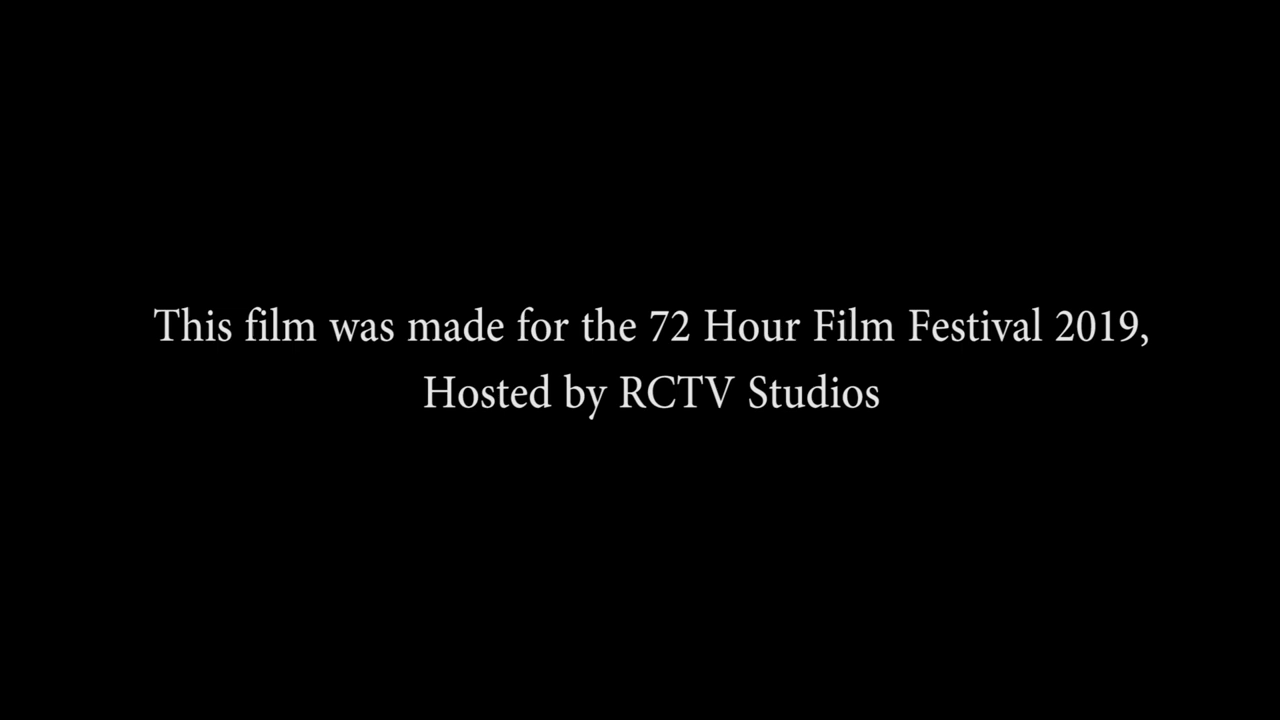 This film was made for the 72 Hour Film Festival 2019,
Hosted by RCTV Studios